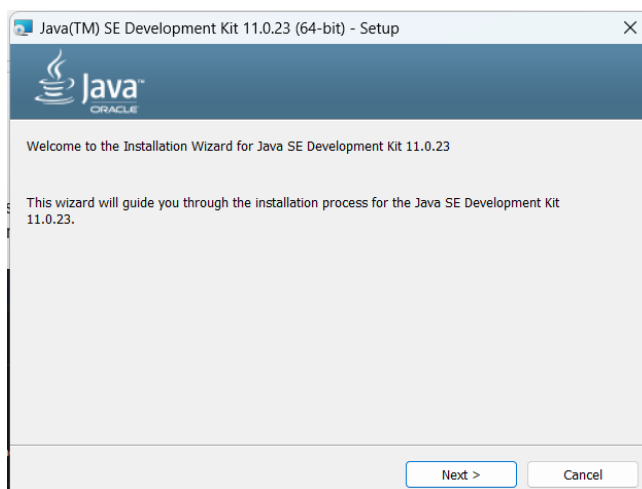 Java(TM) SE Development Kit 11.0.23 (64-bit) - Setup
Java™
ORACLE
Welcome to the Installation Wizard for Java SE Development Kit 11.0.23
This wizard will guide you through the installation process for the Java SE Development Kit
11.0.23.
Next >
Cancel